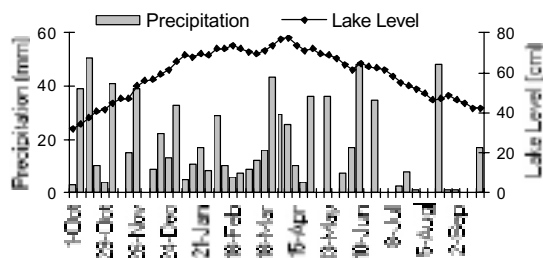 Precipitation Lake Level
60 80
40 60
40
20 20
0 0
Precipitation (mm)
Lake Level (cm)
1-Oct 29-Oct 26-Nov 24-Dec 21-Jan 18-Feb 18-Mar 15-Apr 13-May 10-Jun 8-Jul 5-Aug 2-Sep